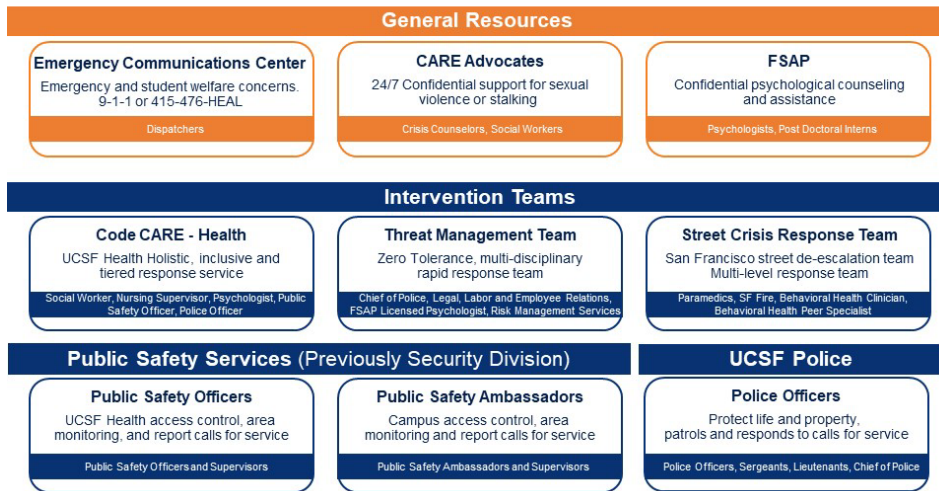 General Resources
Emergency Communications Center
Emergency and student welfare concerns.
9-1-1 or 415-476-HEAL
Dispatchers
CARE Advocates
24/7 Confidential support for sexual
violence or stalking
Crisis Counselors, Social Workers
FSAP
Confidential psychological counseling
and assistance
Psychologists, Post Doctoral Interns
Intervention Teams
Code CARE - Health
UCSF Health Holistic, inclusive and
tiered response service
Social Worker, Nursing Supervisor, Psychologist, Public
Safety Officer, Police Officer
Threat Management Team
Zero Tolerance, multi-disciplinary
rapid response team
Chief of Police, Legal, Labor and Employee Relations,
FSAP Licensed Psychologist, Risk Management Services
Street Crisis Response Team
San Francisco street de-escalation team
Multi-level response team
Paramedics, SF Fire, Behavioral Health Clinician,
Behavioral Health Peer Specialist
Public Safety Services (Previously Security Division)
Public Safety Officers
UCSF Health access control, area
monitoring, and report calls for service
Public Safety Officers and Supervisors
Public Safety Ambassadors
Campus access control, area
monitoring and report calls for service
Public Safety Ambassadors and Supervisors
UCSF Police
Police Officers
Protect life and property,
patrols and responds to calls for service
Police Officers, Sergeants, Lieutenants, Chief of Police